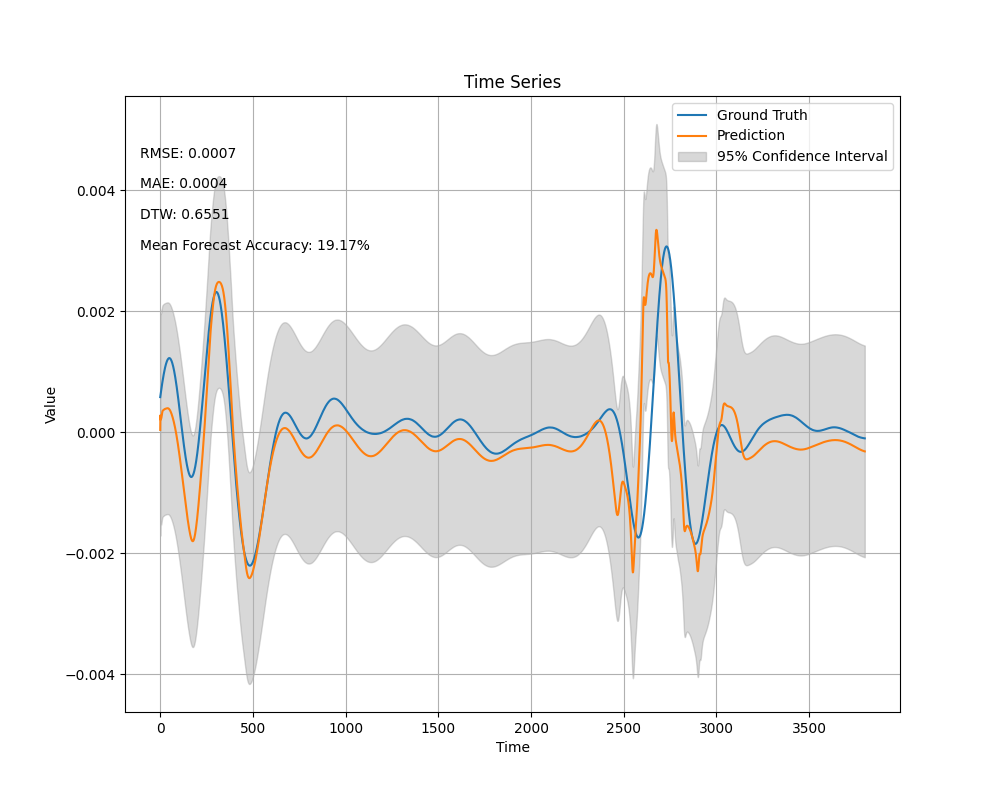 Time Series
Ground Truth
Prediction
95% Confidence Interval
RMSE: 0.0007
MAE: 0.0004
DTW: 0.6551
Mean Forecast Accuracy: 19.17%
Value
0.004
0.002
0.000
−0.002
−0.004
0 500 1000 1500 2000 2500 3000 3500
Time